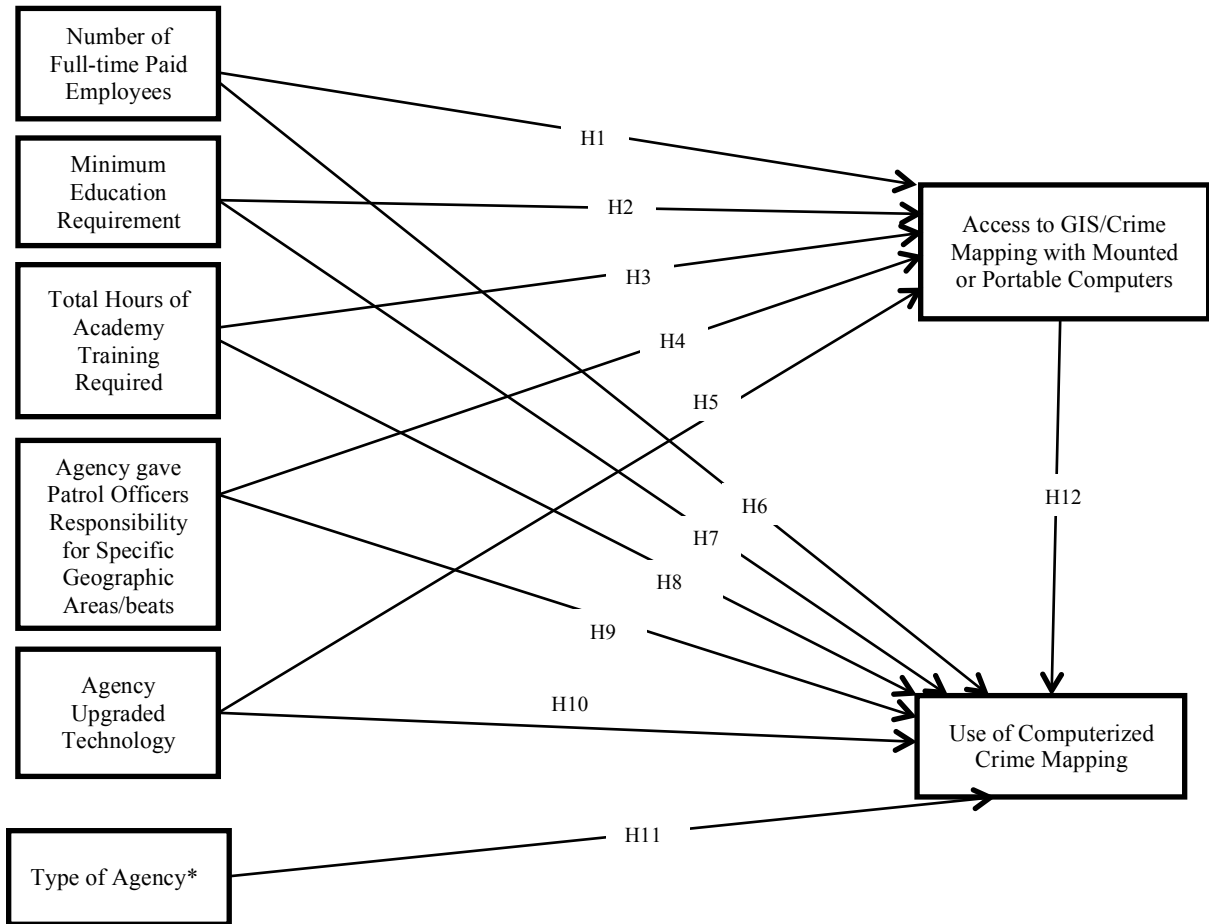 Number of
Full-time Paid
Employees
Minimum
Education
Requirement
Total Hours of
Academy
Training
Required
Agency gave
Patrol Officers
Responsibility
for Specific
Geographic
Areas/beats
Agency
Upgraded
Technology
Type of Agency*
H1
H2
H3
H4
H5
H6
H7
H8
H9
H10
H11
Access to GIS/Crime
Mapping with Mounted
or Portable Computers
H12
Use of Computerized
Crime Mapping